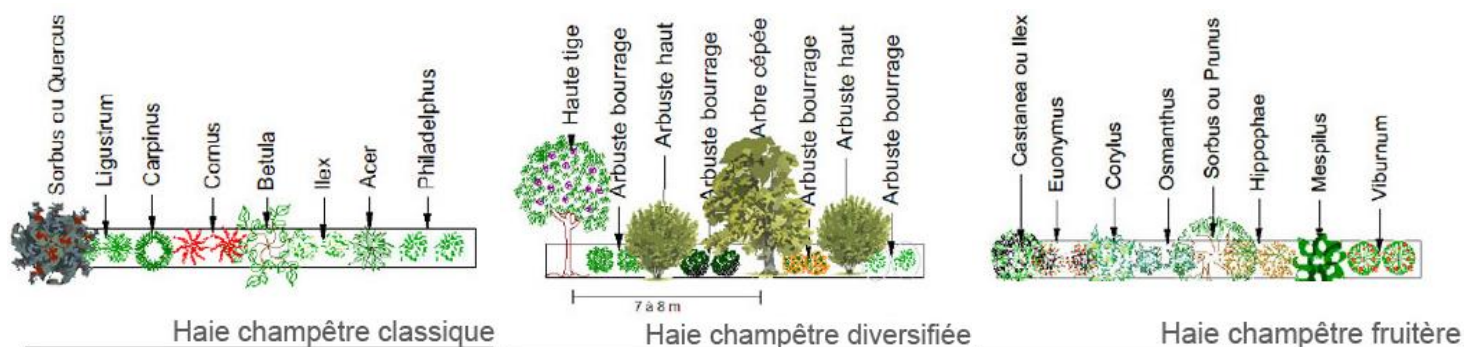 Sorbus ou Quercus
Ligustrum
Carpinus
Cornus
Betula
Ilex
Acer
Philadelphus
Haie champêtre classique
Haute tige
Arbuste bourrage
Arbuste haut
Arbuste bourrage
Arbre cépée
Arbuste bourrage
Arbuste haut
Arbuste bourrage
7 à 8 m
Haie champêtre diversifiée
Castanea ou Ilex
Euonymus
Corylus
Osmanthus
Sorbus ou Prunus
Hippophae
Mespilus
Viburnum
Haie champêtre fruitère